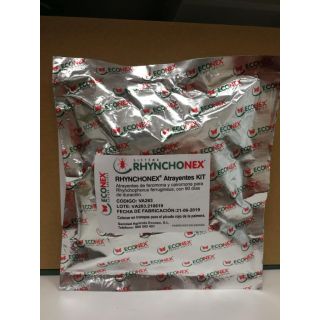 ECONEX
SISTEMA
RHYNCHONEX®
RHYNCHONEX® Atrayentes KIT
Atrayentes de feromona y cairomona para
Rhynchophorus ferrugineus, con 90 días
de duración.
CÓDIGO: VA263
LOTE: VA263.210619
FECHA DE FABRICACIÓN: 21-06-2019
Colocar en trampas para el picudo rojo de la palmera.
Sanidad Agrícola Econex, S.L.